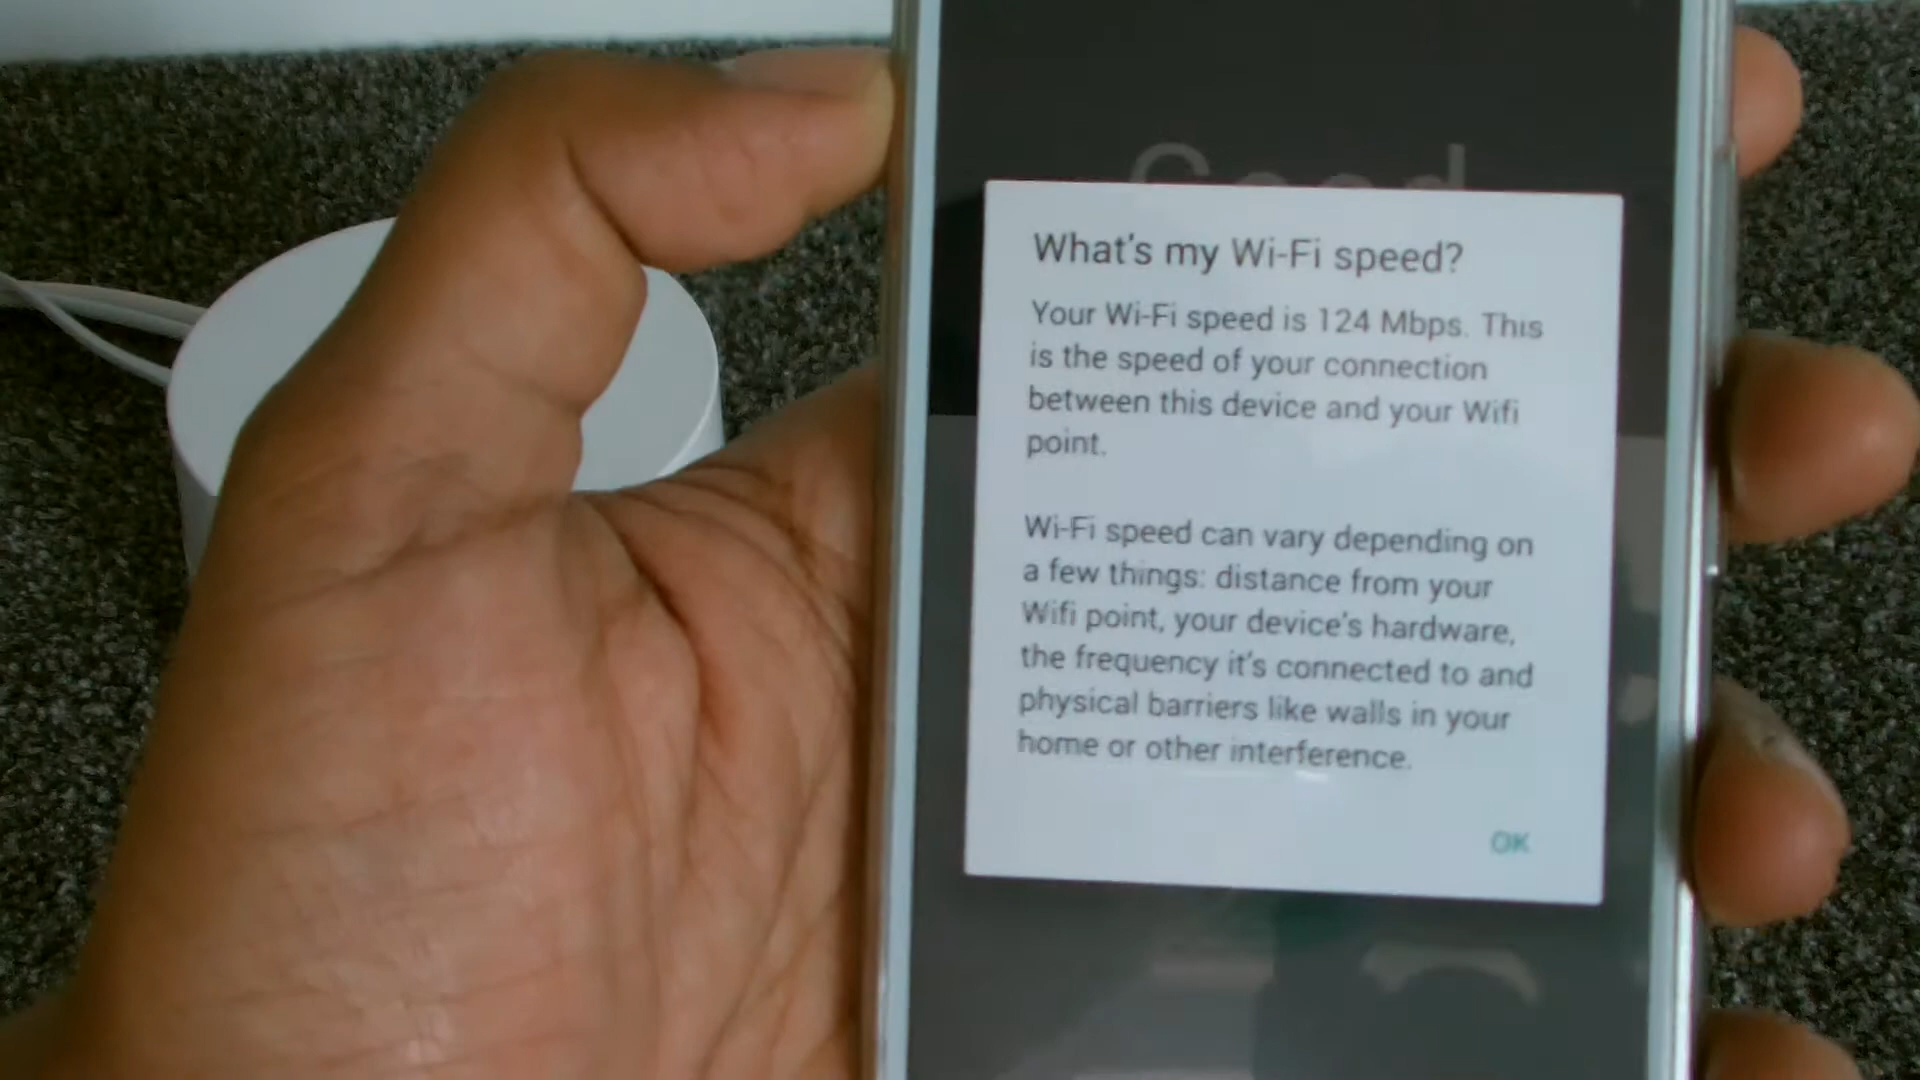 Good
What's my Wi-Fi speed?
Your Wi-Fi speed is 124 Mbps. This
is the speed of your connection
between this device and your Wifi
point.
Wi-Fi speed can vary depending on
a few things: distance from your
Wifi point, your device's hardware,
the frequency it's connected to and
physical barriers like walls in your
home or other interference.
OK